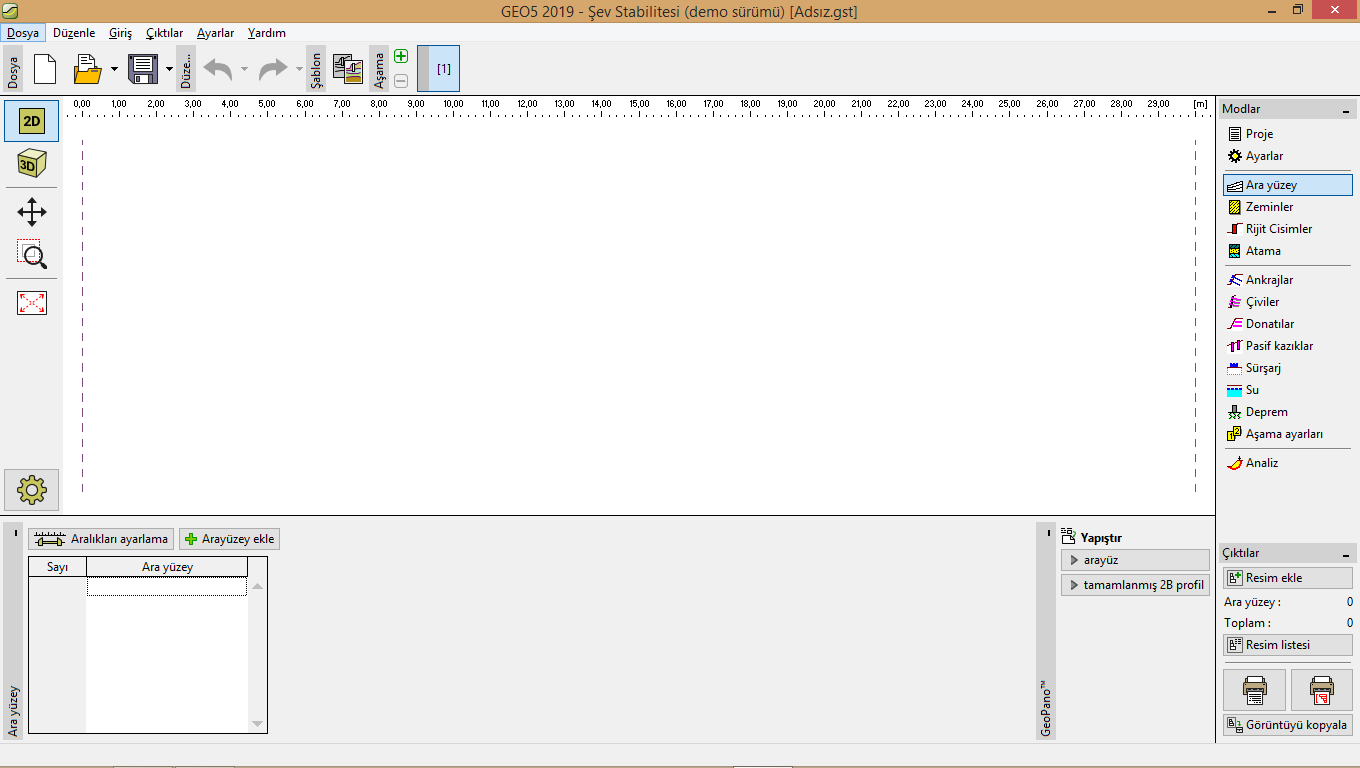 GEO5 2019 - Şev Stabilitesi (demo sürümü) [Adsız.gst]
Dosya Düzenle Giriş Çıktılar Ayarlar Yardım
Dosya Düze... Şablon Aşama [1]
0,00 1,00 2,00 3,00 4,00 5,00 6,00 7,00 8,00 9,00 10,00 11,00 12,00 13,00 14,00 15,00 16,00 17,00 18,00 19,00 20,00 21,00 22,00 23,00 24,00 25,00 26,00 27,00 28,00 29,00 [m]
2D
3D
Modlar
Proje
Ayarlar
Ara yüzey
Zeminler
Rijit Cisimler
Atama
Ankrajlar
Çiviler
Donatılar
Pasif kazıklar
Sürşarj
Su
Deprem
Aşama ayarları
Analiz
Ara yüzey
Aralıkları ayarlama Arayüzey ekle
Sayı Ara yüzey
GeoPano™
Yapıştır
arayüz
tamamlanmış 2B profil
Çıktılar
Resim ekle
Ara yüzey : 0
Toplam : 0
Resim listesi
Görüntüyü kopyala